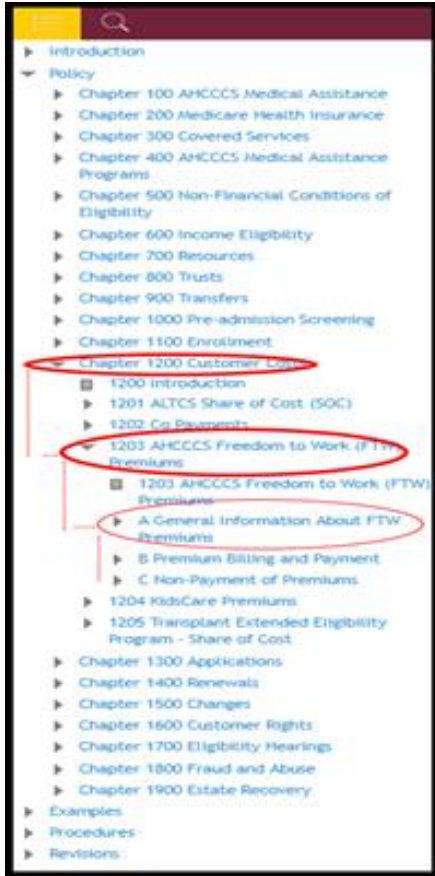 Introduction
Policy
Chapter 100 AHCCCS Medical Assistance
Chapter 200 Medicare Health Insurance
Chapter 300 Covered Services
Chapter 400 AHCCCS Medical Assistance
Programs
Chapter 500 Non-Financial Conditions of
Eligibility
Chapter 600 Income Eligibility
Chapter 700 Resources
Chapter 800 Trusts
Chapter 900 Transfers
Chapter 1000 Pre-admission Screening
Chapter 1100 Enrollment
Chapter 1200 Customer Costs
1200 Introduction
1201 ALTCS Share of Cost (SOC)
1202 Co Payments
1203 AHCCCS Freedom to Work (FTW)
Premiums
1203 AHCCCS Freedom to Work (FTW)
Premiums
A General Information About FTW
Premiums
B Premium Billing and Payment
C Non-Payment of Premiums
1204 KidsCare Premiums
1205 Transplant Extended Eligibility
Program - Share of Cost
Chapter 1300 Applications
Chapter 1400 Renewals
Chapter 1500 Changes
Chapter 1600 Customer Rights
Chapter 1700 Eligibility Hearings
Chapter 1800 Fraud and Abuse
Chapter 1900 Estate Recovery
Examples
Procedures
Revisions